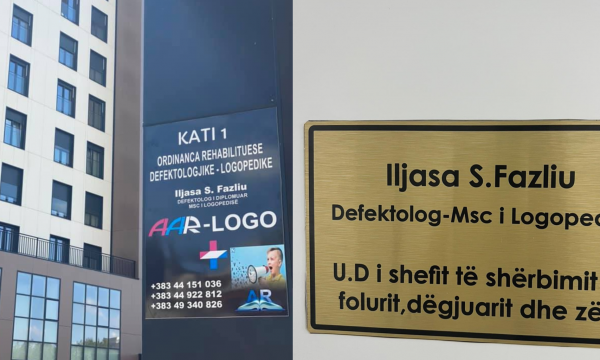 KATI 1
ORDINANCA REHABILITUESE
DEFEKTOLOGJIKE - LOGOPEDIKE
Iljasa S. Fazliu
DEFEKTOLOG I DIPLOMUAR
MSC I LOGOPEDISË
AAR-LOGO
+383 44 151 036
+383 44 922 812
+383 49 340 826
AR
Iljasa S.Fazliu
Defektolog-Msc i Logoped
U.D i shefit të shërbimit
folurit,dëgjuarit dhe zë